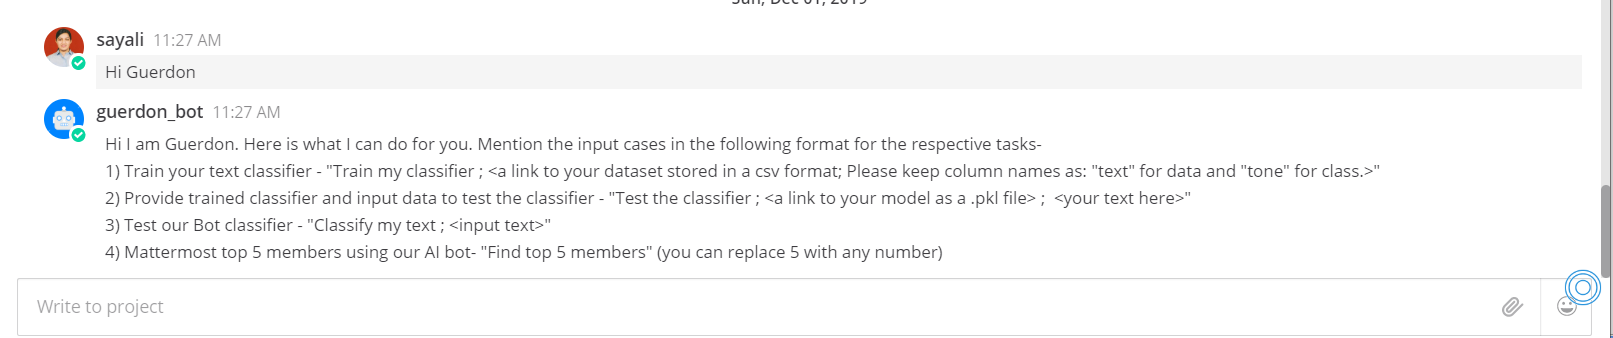 Sun, Dec 01, 2019
sayali 11:27 AM
Hi Guerdon
guerdon_bot 11:27 AM
Hi I am Guerdon. Here is what I can do for you. Mention the input cases in the following format for the respective tasks-
1) Train your text classifier - "Train my classifier ; <a link to your dataset stored in a csv format; Please keep column names as: "text" for data and "tone" for class.>"
2) Provide trained classifier and input data to test the classifier - "Test the classifier ; <a link to your model as a .pkl file> ;  <your text here>"
3) Test our Bot classifier - "Classify my text ; <input text>"
4) Mattermost top 5 members using our AI bot- "Find top 5 members" (you can replace 5 with any number)
Write to project